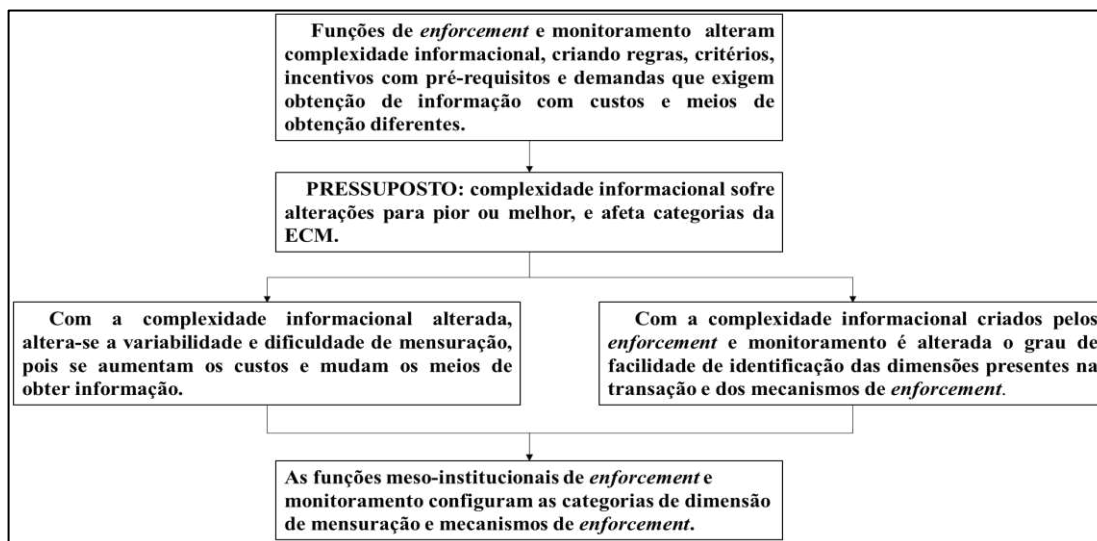 Funções de enforcement e monitoramento alteram
complexidade informacional, criando regras, critérios,
incentivos com pré-requisitos e demandas que exigem
obtenção de informação com custos e meios de
obtenção diferentes.
PRESSUPOSTO: complexidade informacional sofre
alterações para pior ou melhor, e afeta categorias da
ECM.
Com a complexidade informacional alterada,
altera-se a variabilidade e dificuldade de mensuração,
pois se aumentam os custos e mudam os meios de
obter informação.
Com a complexidade informacional criados pelos
enforcement e monitoramento é alterada o grau de
facilidade de identificação das dimensões presentes na
transação e dos mecanismos de enforcement.
As funções meso-institucionais de enforcement e
monitoramento configuram as categorias de dimensão
de mensuração e mecanismos de enforcement.